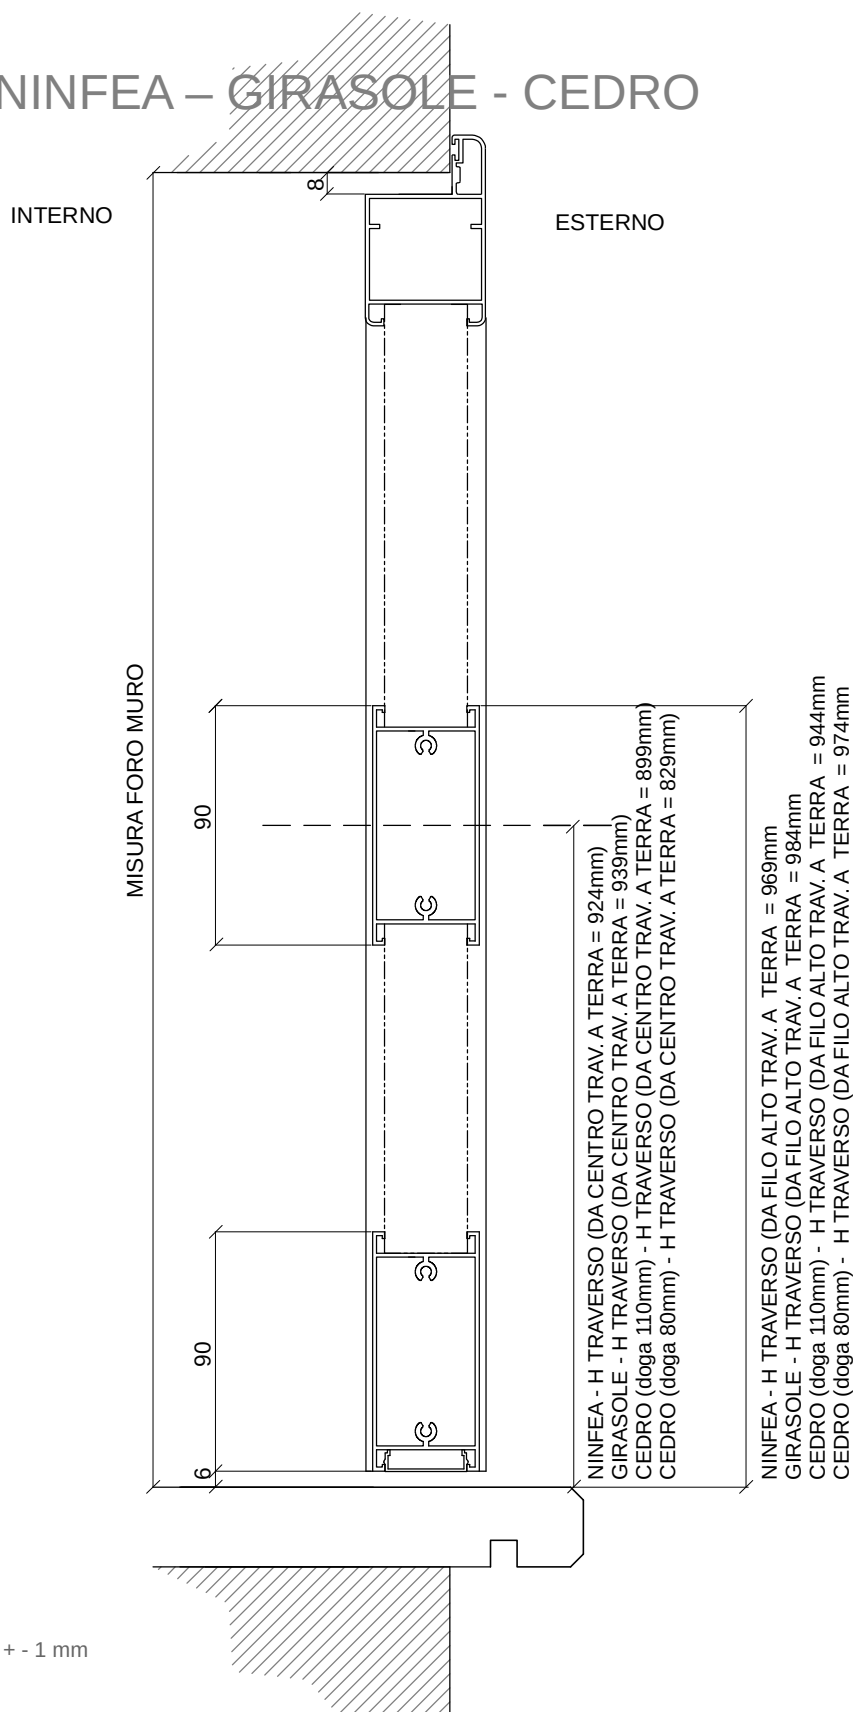 NINFEA – GIRASOLE - CEDRO
8
INTERNO
ESTERNO
MISURA FORO MURO
90
90
6
NINFEA - H TRAVERSO (DA CENTRO TRAV. A TERRA = 924mm)
GIRASOLE - H TRAVERSO (DA CENTRO TRAV. A TERRA = 939mm)
CEDRO (doga 110mm) - H TRAVERSO (DA CENTRO TRAV. A TERRA = 899mm)
CEDRO (doga 80mm) - H TRAVERSO (DA CENTRO TRAV. A TERRA = 829mm)
NINFEA - H TRAVERSO (DA FILO ALTO TRAV. A TERRA = 969mm
GIRASOLE - H TRAVERSO (DA FILO ALTO TRAV. A TERRA = 984mm
CEDRO (doga 110mm) - H TRAVERSO (DA FILO ALTO TRAV. A TERRA = 944mm
CEDRO (doga 80mm) - H TRAVERSO (DA FILO ALTO TRAV. A TERRA = 974mm
+ - 1 mm